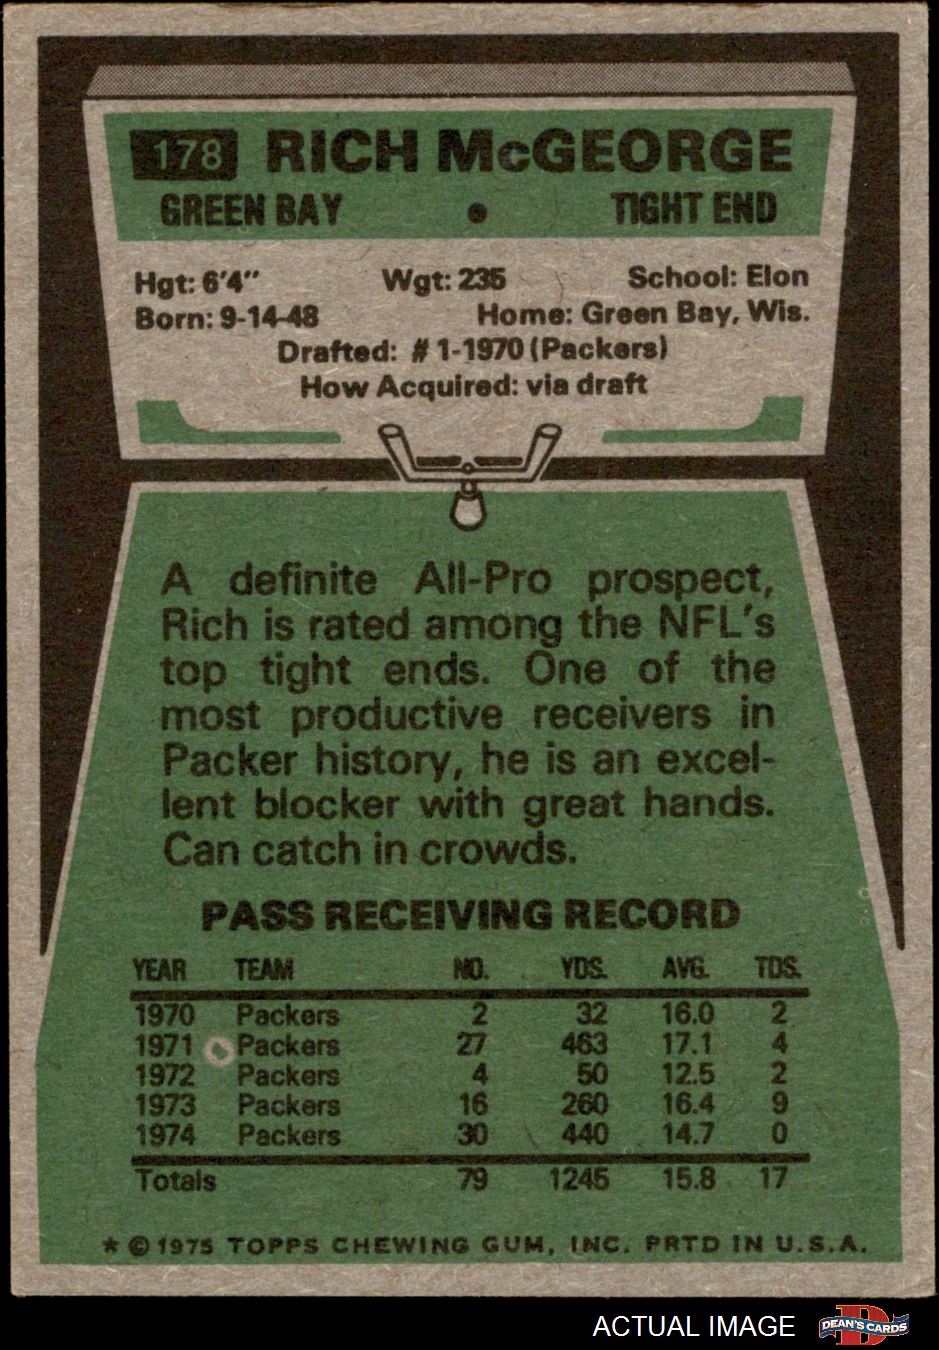 178 RICH McGEORGE
GREEN BAY • TIGHT END
Hgt: 6'4" Wgt: 235 School: Elon
Born: 9-14-48 Home: Green Bay, Wis.
Drafted: # 1-1970 (Packers)
How Acquired: via draft
A definite All-Pro prospect,
Rich is rated among the NFL's
top tight ends. One of the
most productive receivers in
Packer history, he is an excel-
lent blocker with great hands.
Can catch in crowds.
PASS RECEIVING RECORD
YEAR TEAM NO. YDS. AVG. TDS.
1970 Packers 2 32 16.0 2
1971 Packers 27 463 17.1 4
1972 Packers 4 50 12.5 2
1973 Packers 16 260 16.4 9
1974 Packers 30 440 14.7 0
Totals 79 1245 15.8 17
* © 1975 TOPPS CHEWING GUM, INC. PRTD IN U.S.A.
ACTUAL IMAGE D DEAN'S CARDS